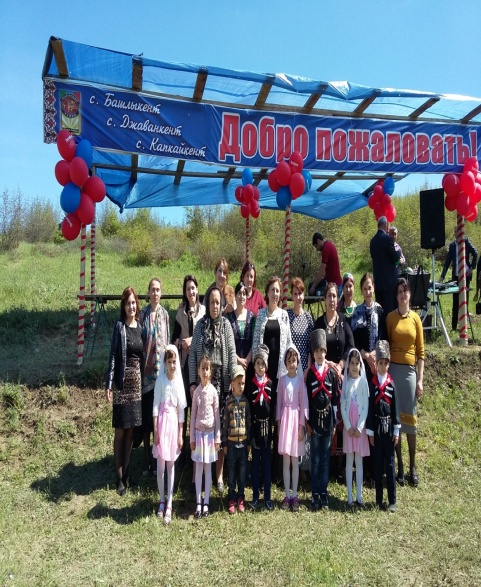 с. Башлыкент
с. Джаванкент
с. Капкайкент
Добро пожаловать!